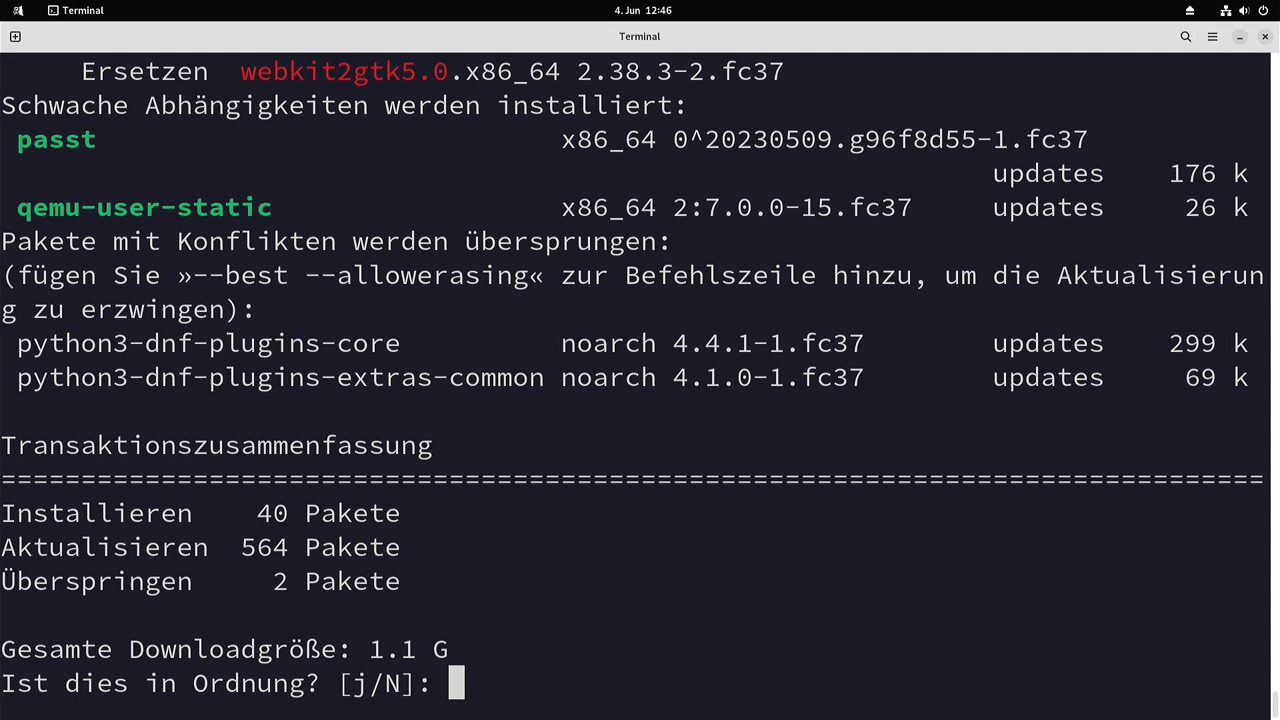 Terminal
4. Jun 12:46
Terminal
Ersetzen webkit2gtk5.0.x86_64 2.38.3-2.fc37
Schwache Abhängigkeiten werden installiert:
passt x86_64 0^20230509.g96f8d55-1.fc37
updates 176 k
qemu-user-static x86_64 2:7.0.0-15.fc37 updates 26 k
Pakete mit Konflikten werden übersprungen:
(fügen Sie »--best --allowerasing« zur Befehlszeile hinzu, um die Aktualisierun
g zu erzwingen):
python3-dnf-plugins-core noarch 4.4.1-1.fc37 updates 299 k
python3-dnf-plugins-extras-common noarch 4.1.0-1.fc37 updates 69 k
Transaktionszusammenfassung
================================================================================
Installieren 40 Pakete
Aktualisieren 564 Pakete
Überspringen 2 Pakete
Gesamte Downloadgröße: 1.1 G
Ist dies in Ordnung? [j/N]: